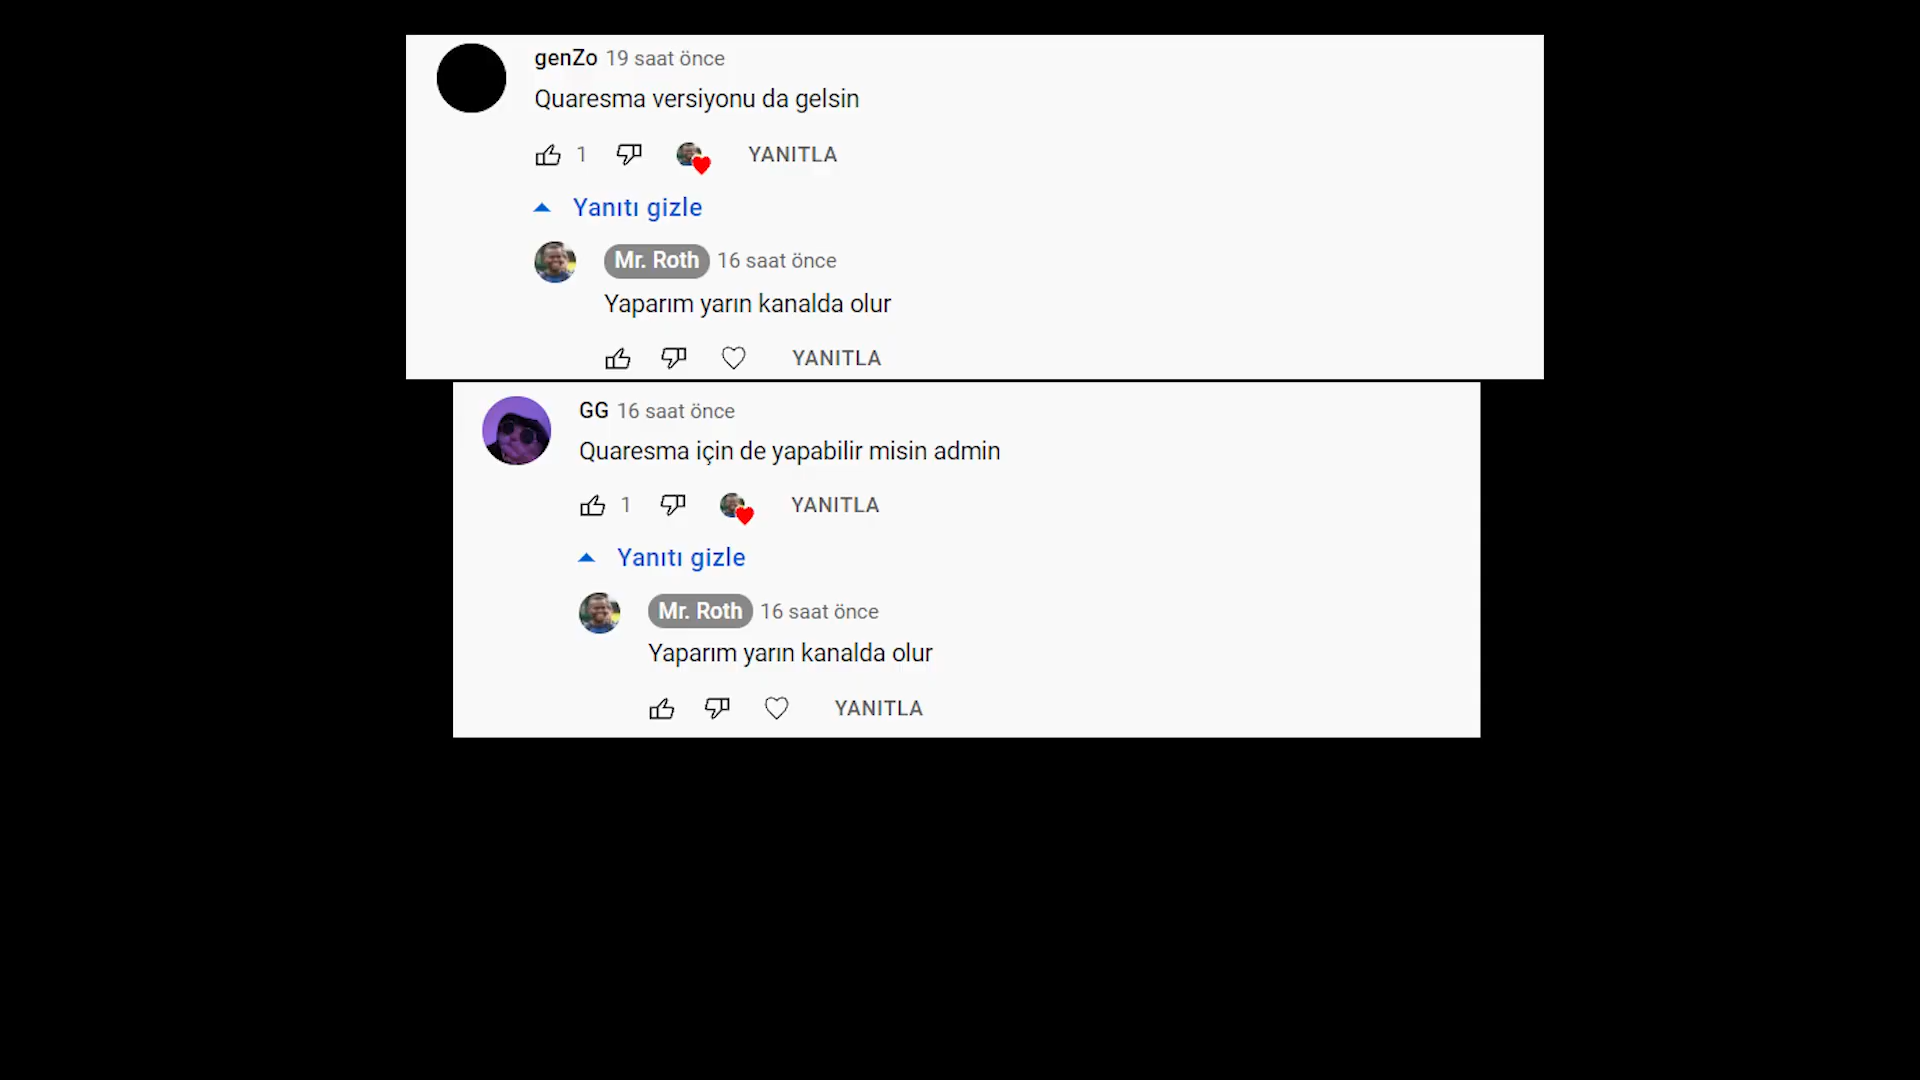 genZo 19 saat önce
Quaresma versiyonu da gelsin
1 YANITLA
Yanıtı gizle
Mr. Roth 16 saat önce
Yaparım yarın kanalda olur
YANITLA
GG 16 saat önce
Quaresma için de yapabilir misin admin
1 YANITLA
Yanıtı gizle
Mr. Roth 16 saat önce
Yaparım yarın kanalda olur
YANITLA